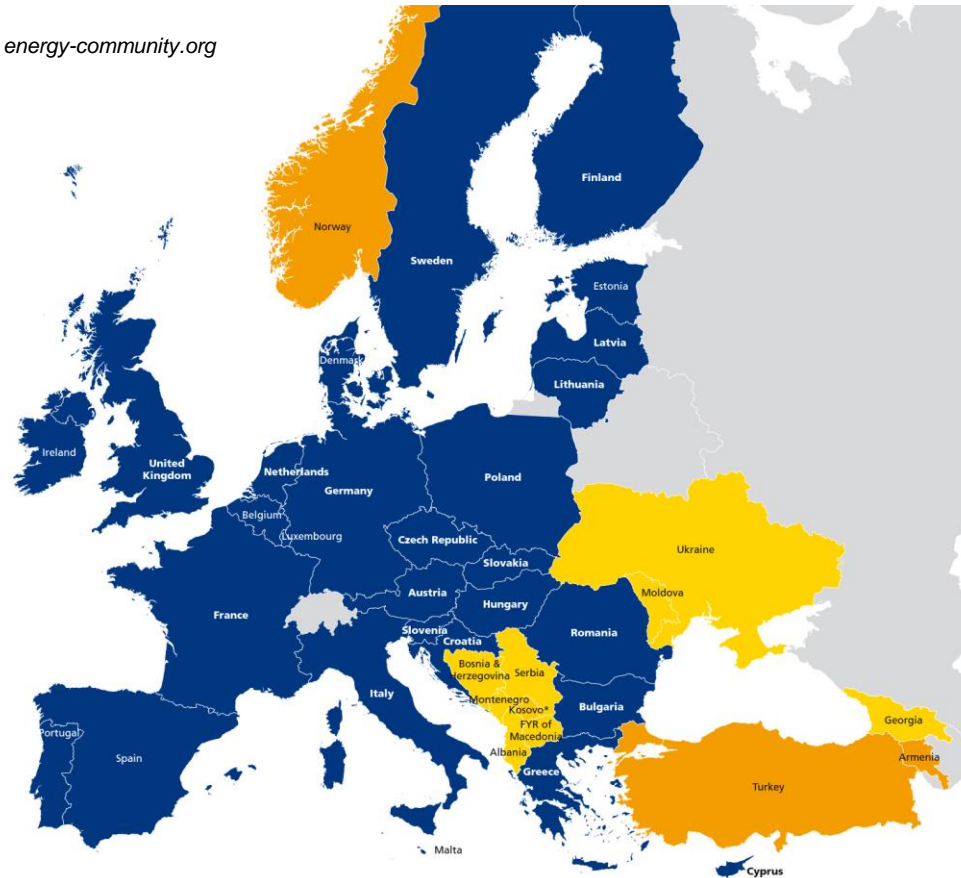 energy-community.org
Finland
Norway
Sweden
Estonia
Latvia
Denmark
Lithuania
Ireland
United
Kingdom
Netherlands
Poland
Germany
Belgium
Luxembourg
Czech Republic
Ukraine
Slovakia
Austria
Moldova
Hungary
France
Slovenia
Romania
Croatia
Bosnia &
Herzegovina
Serbia
Italy
Montenegro
Kosovo*
Bulgaria
Georgia
FYR of
Macedonia
Portugal
Spain
Albania
Armenia
Greece
Turkey
Malta
Cyprus